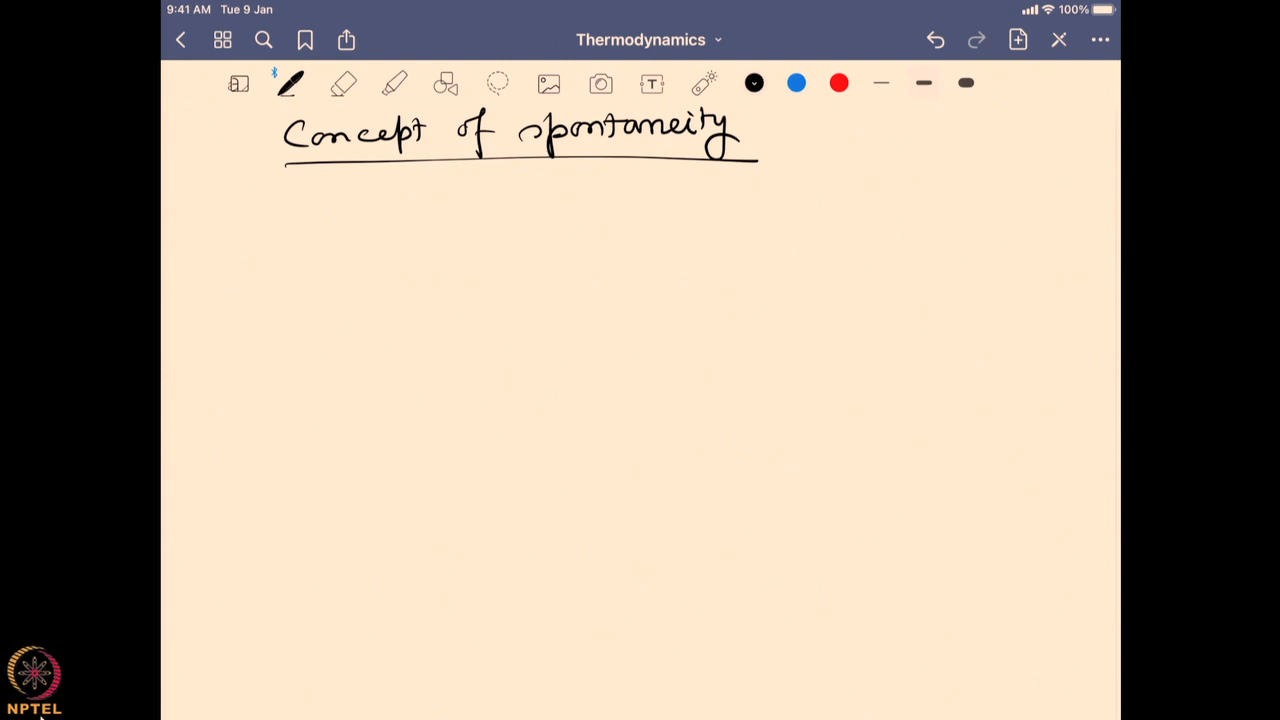 9:41 AM Tue 9 Jan 100%
Thermodynamics
T
Concept of spontaneity
NPTEL